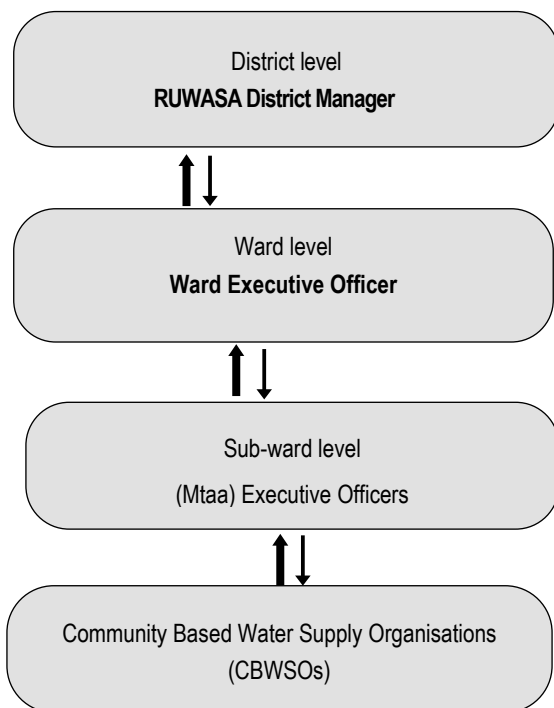 District level
RUWASA District Manager
Ward level
Ward Executive Officer
Sub-ward level
(Mtaa) Executive Officers
Community Based Water Supply Organisations
(CBWSOs)